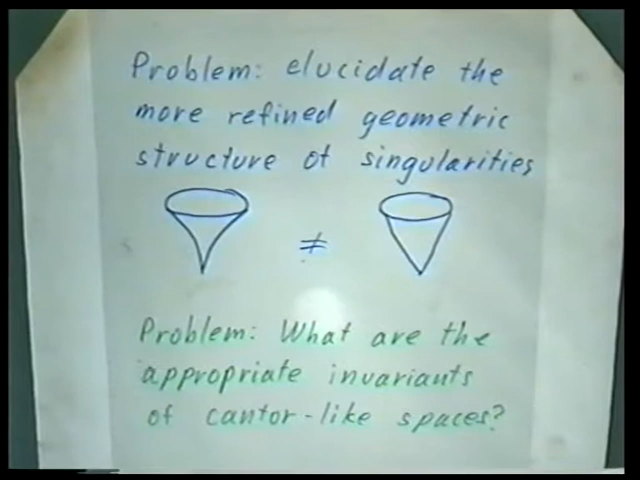 Problem: elucidate the
more refined geometric
structure of singularities
≠
Problem: What are the
appropriate invariants
of cantor-like spaces?